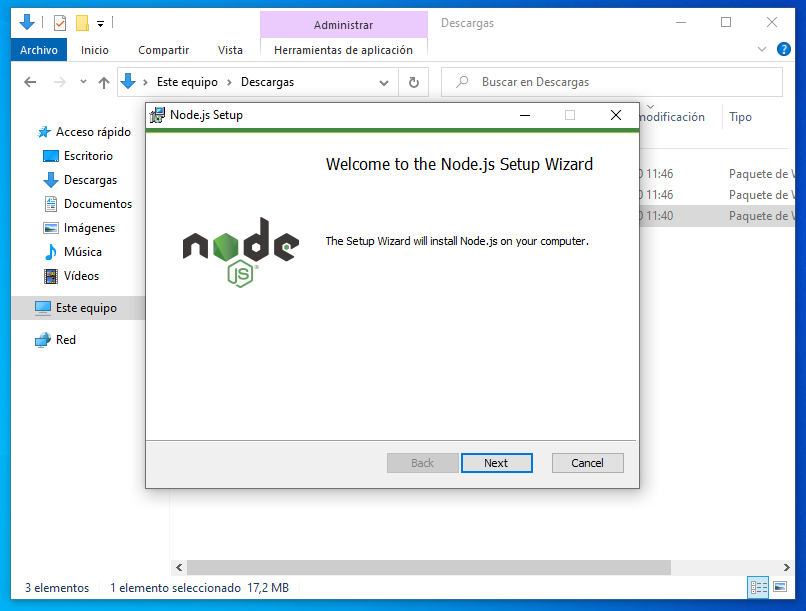 Administrar
Descargas
Archivo
Inicio
Compartir
Vista
Herramientas de aplicación
Este equipo
Descargas
Buscar en Descargas
Node.js Setup
modificación
Tipo
Acceso rápido
Escritorio
Descargas
Documentos
Imágenes
Música
Vídeos
Este equipo
Red
Welcome to the Node.js Setup Wizard
node
JS
The Setup Wizard will install Node.js on your computer.
0 11:46
Paquete de W
0 11:46
Paquete de W
0 11:40
Paquete de W
Back
Next
Cancel
3 elementos
1 elemento seleccionado 17,2 MB